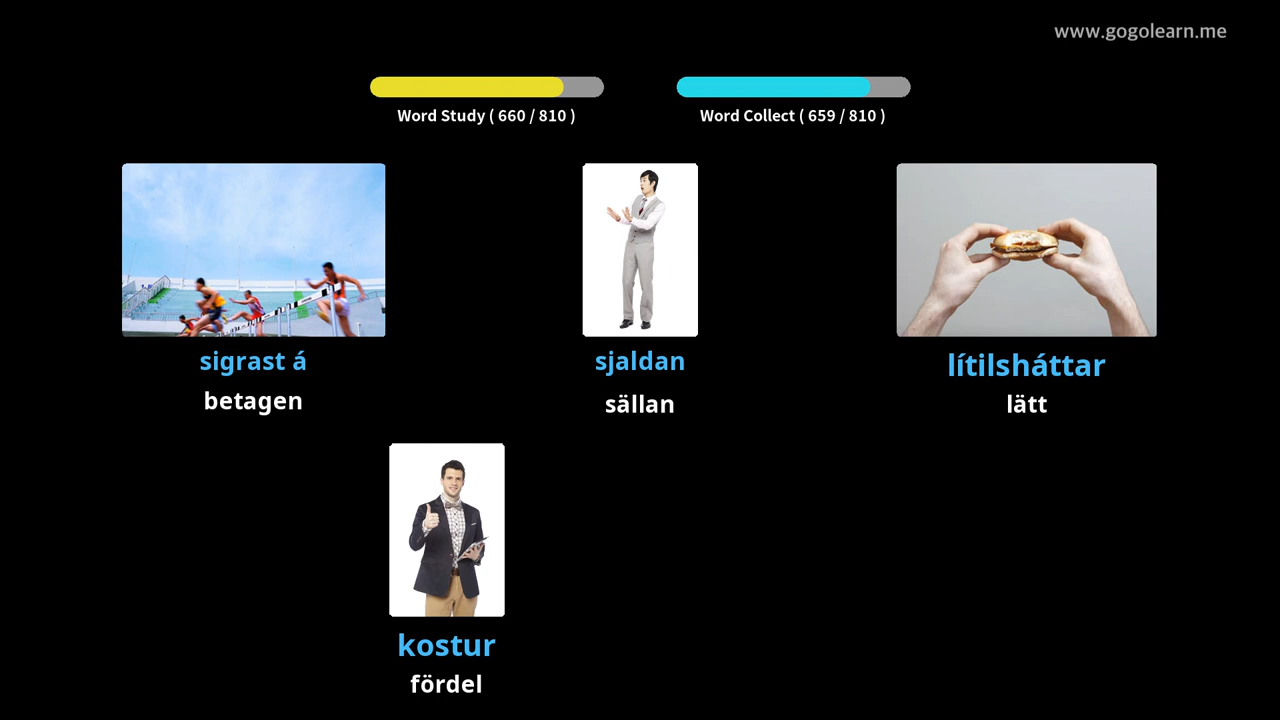 www.gogolearn.me
Word Study ( 660 / 810 )
Word Collect ( 659 / 810 )
sigrast á
betagen
sjaldan
sällan
lítilsháttar
lätt
kostur
fördel